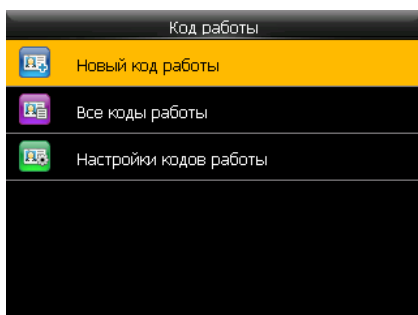 Код работы
Новый код работы
Все коды работы
Настройки кодов работы